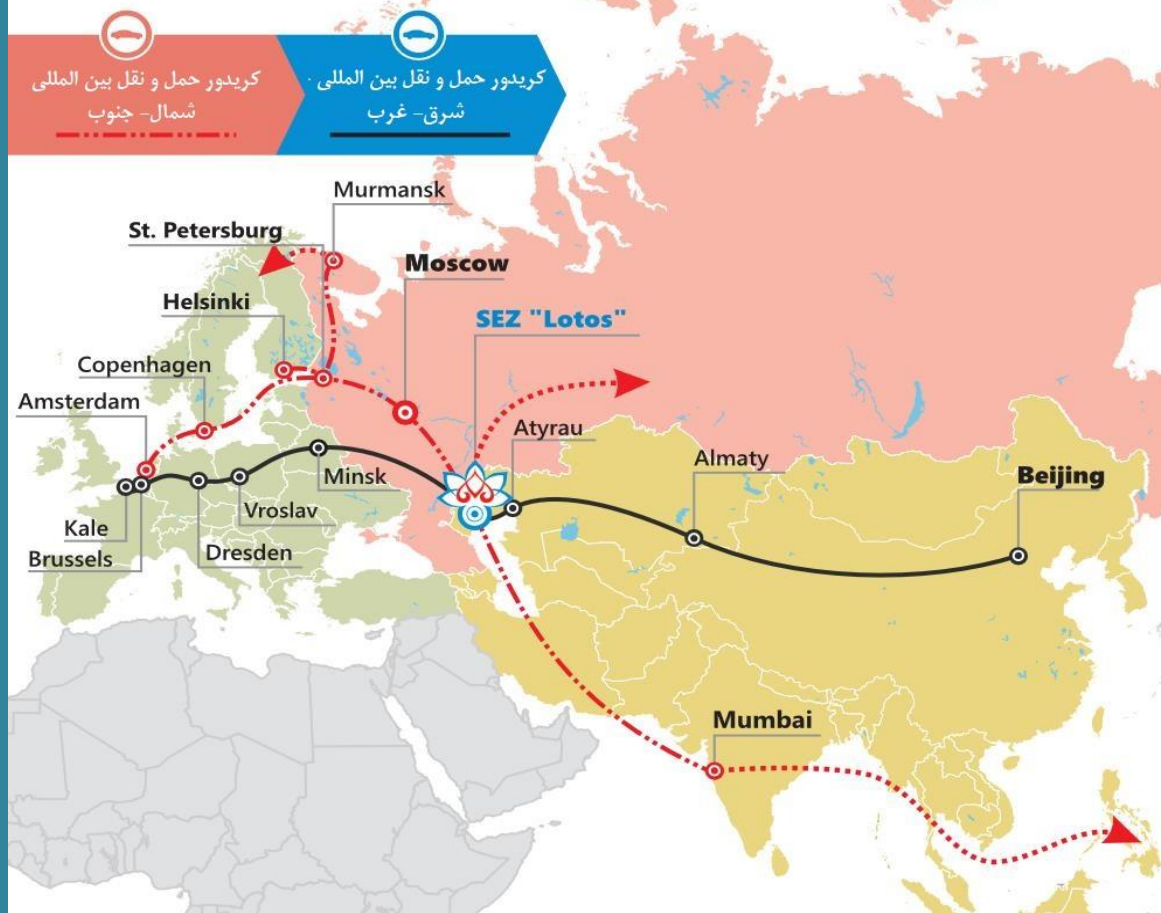 کریدور حمل و نقل بین المللی
شمال- جنوب
کریدور حمل و نقل بین المللی .
شرق- غرب
Murmansk
St. Petersburg
Moscow
Helsinki
SEZ "Lotos"
Copenhagen
Amsterdam
Atyrau
Almaty
Beijing
Minsk
Kale
Vroslav
Brussels
Dresden
Mumbai